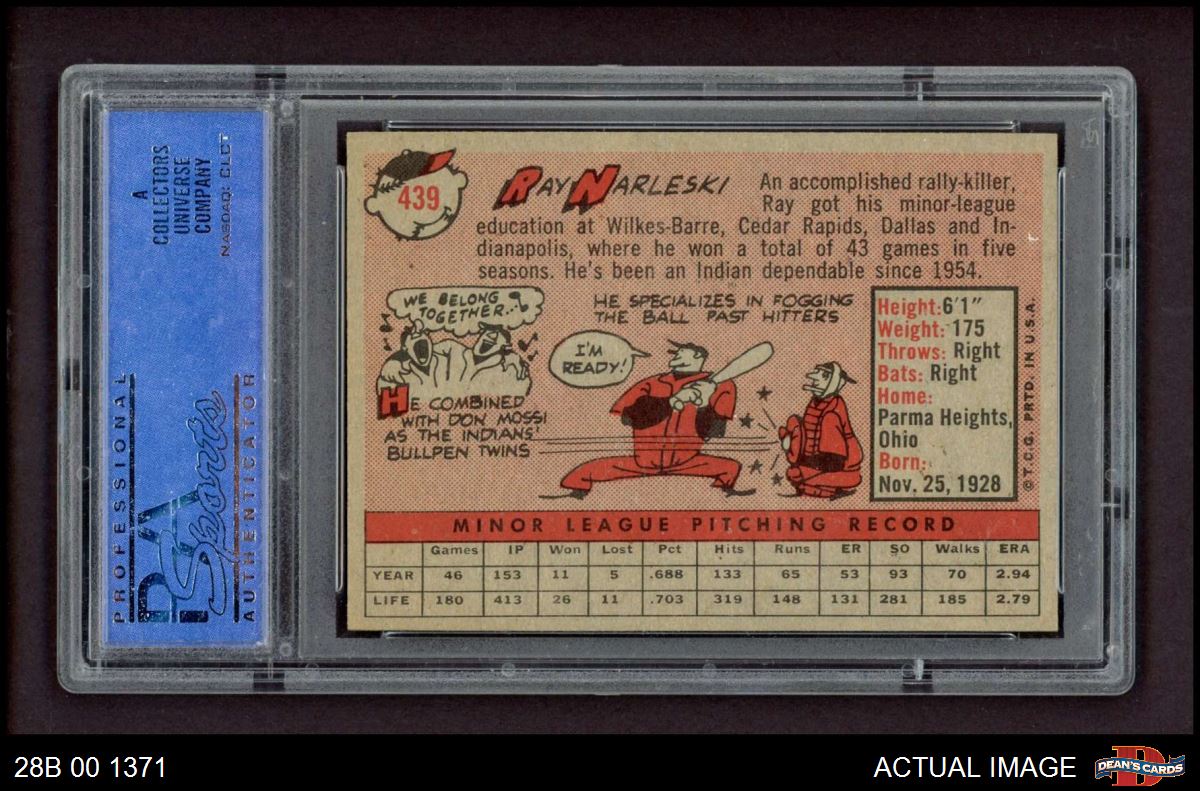 A
COLLECTORS
UNIVERSE
COMPANY
NASDAQ: CLCT
PROFESSIONAL
PSA
Sports
AUTHENTICATOR
439
RAY NARLESKI
An accomplished rally-killer,
Ray got his minor-league
education at Wilkes-Barre, Cedar Rapids, Dallas and In-
dianapolis, where he won a total of 43 games in five
seasons. He's been an Indian dependable since 1954.
WE BELONG
TOGETHER..
HE COMBINED
WITH DON MOSSI
AS THE INDIANS'
BULLPEN TWINS
HE SPECIALIZES IN FOGGING
THE BALL PAST HITTERS
I'M
READY!
Height: 6'1"
Weight: 175
Throws: Right
Bats: Right
Home:
Parma Heights,
Ohio
Born:
Nov. 25, 1928
© T.C.G. PRTD. IN U.S.A.
MINOR LEAGUE PITCHING RECORD
Games IP Won Lost Pct Hits Runs ER SO Walks ERA
YEAR 46 153 11 5 .688 133 65 53 93 70 2.94
LIFE 180 413 26 11 .703 319 148 131 281 185 2.79
28B 00 1371
ACTUAL IMAGE
D
DEAN'S CARDS